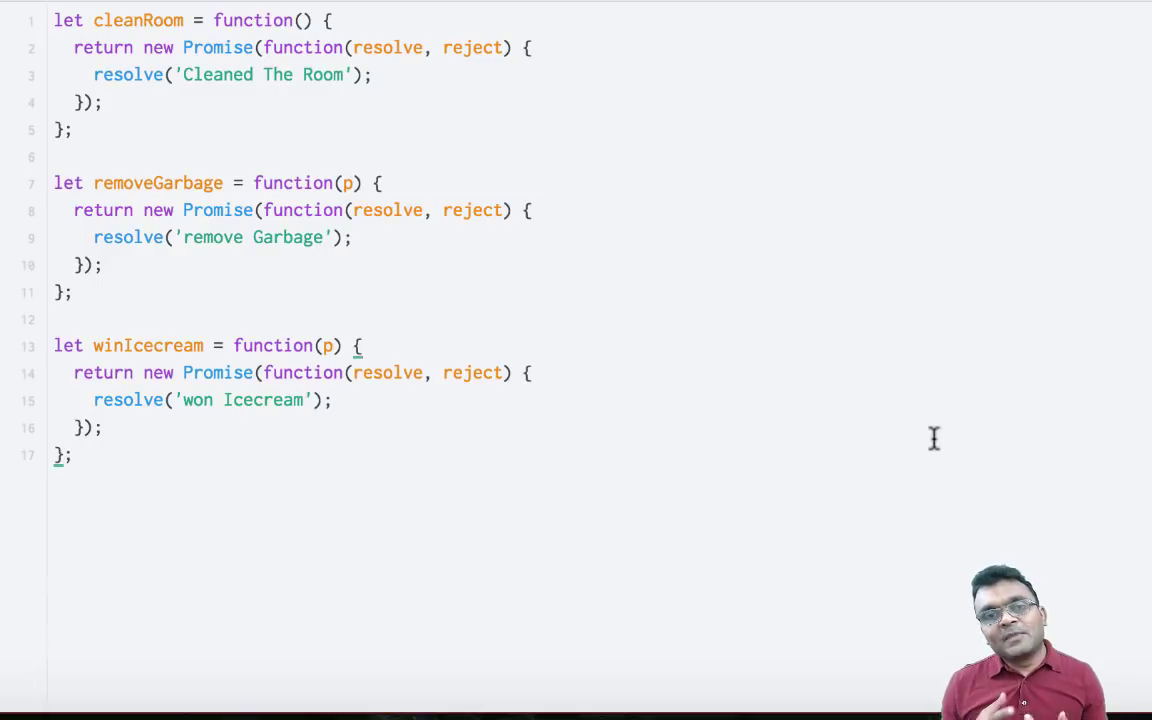 1 let cleanRoom = function() {
2 return new Promise(function(resolve, reject) {
3 resolve('Cleaned The Room');
4 });
5 };
6
7 let removeGarbage = function(p) {
8 return new Promise(function(resolve, reject) {
9 resolve('remove Garbage');
10 });
11 };
12
13 let winIcecream = function(p) {
14 return new Promise(function(resolve, reject) {
15 resolve('won Icecream');
16 });
17 };